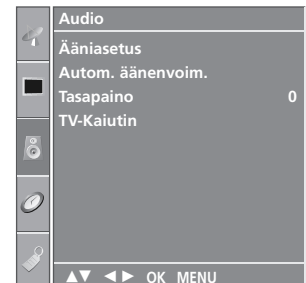 Audio
Ääniasetus
Autom. äänenvoim.
Tasapaino 0
TV-Kaiutin
▲▼ ◄► OK MENU